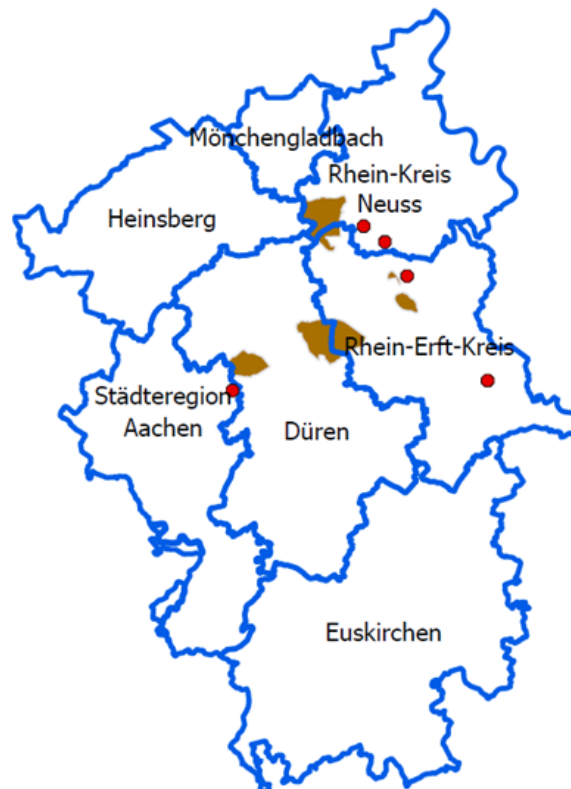 Mönchengladbach
Rhein-Kreis
Neuss
Heinsberg
Rhein-Erft-Kreis
Städteregion
Aachen
Düren
Euskirchen